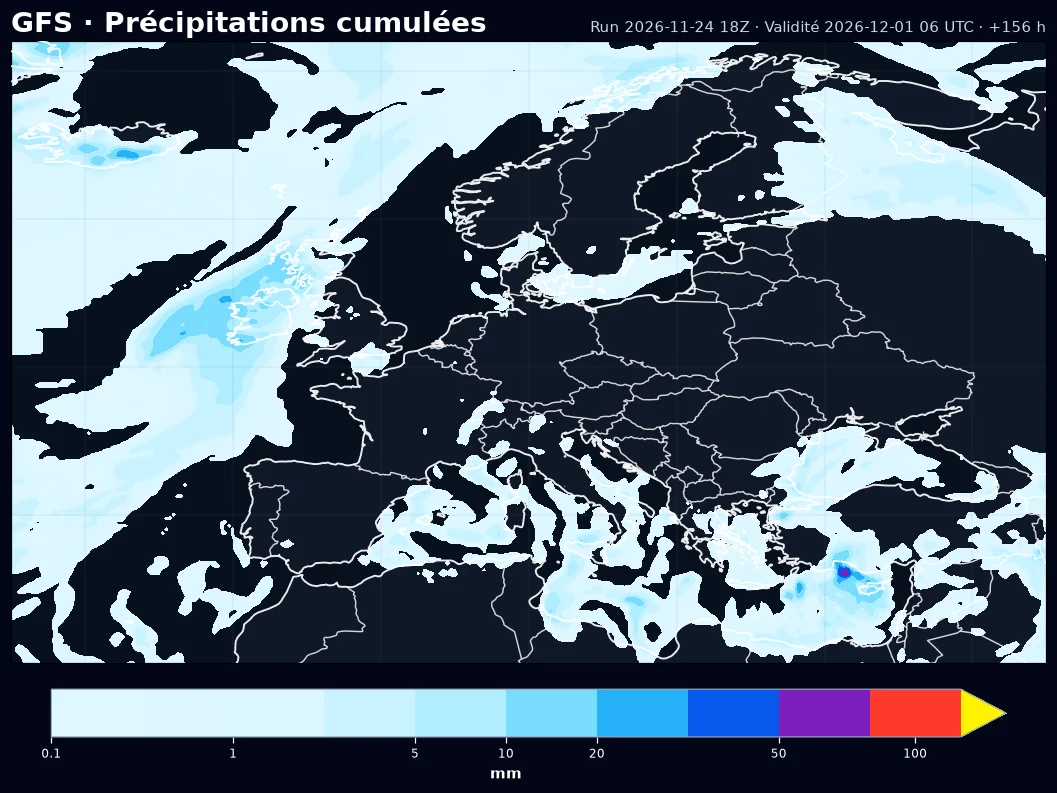 GFS · Précipitations cumulées
Run 2026-11-24 18Z · Validité 2026-12-01 06 UTC · +156 h
0.1 1 5 10 20 50 100
mm